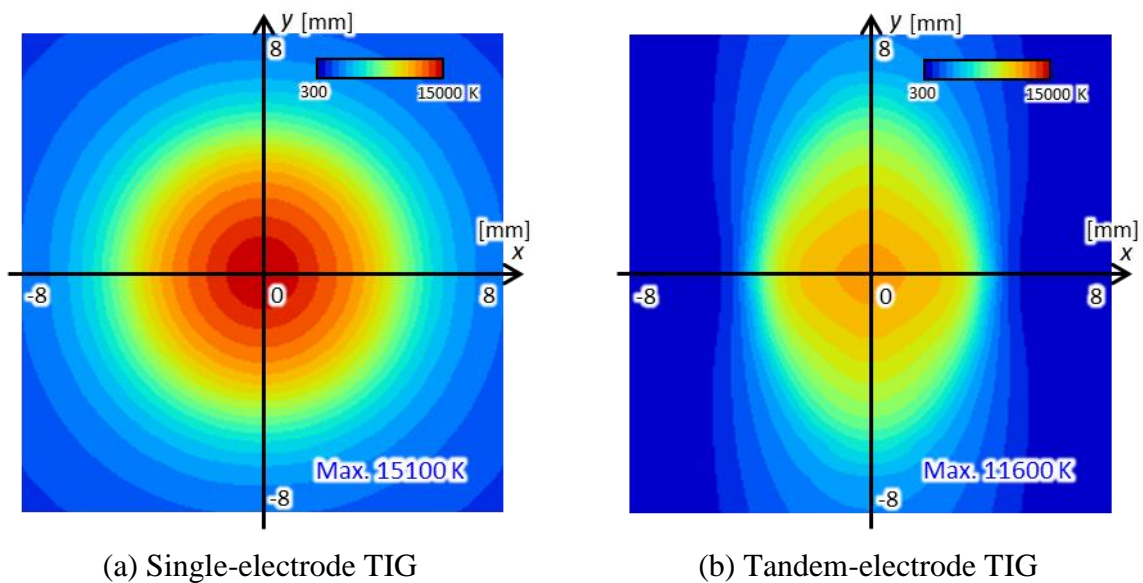 y [mm]
8
300
15000 K
[mm]
x
-8
0
8
Max. 15100 K
-8
(a) Single-electrode TIG
y [mm]
8
300
15000 K
[mm]
x
-8
0
8
Max. 11600 K
-8
(b) Tandem-electrode TIG